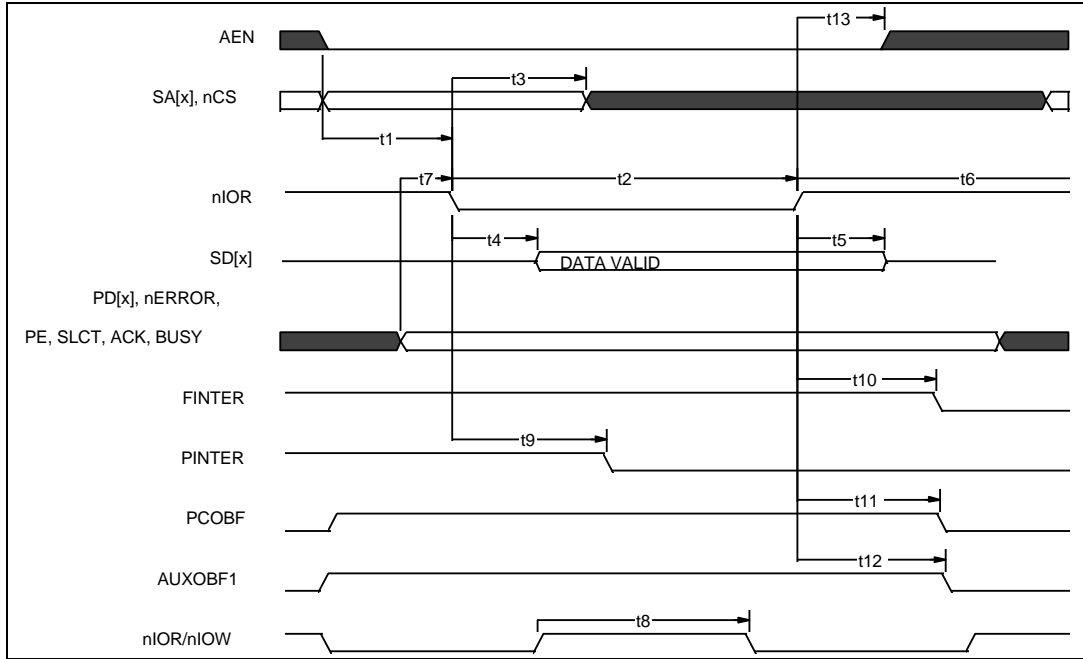 t13
AEN
t3
SA[x], nCS
t1
t7
t2
t6
nIOR
t4
t5
SD[x]
DATA VALID
PD[x], nERROR,
PE, SLCT, ACK, BUSY
t10
FINTER
t9
PINTER
t11
PCOBF
t12
AUXOBF1
t8
nIOR/nIOW